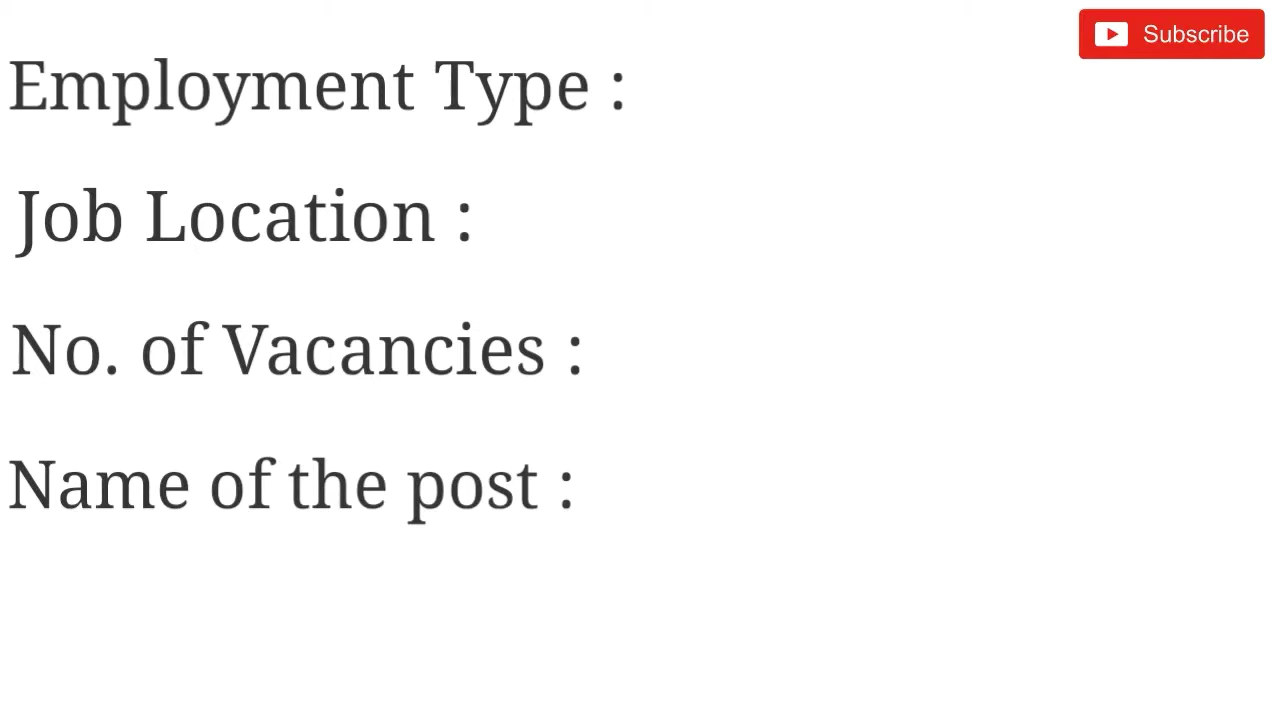 Subscribe
Employment Type :
Job Location :
No. of Vacancies :
Name of the post :